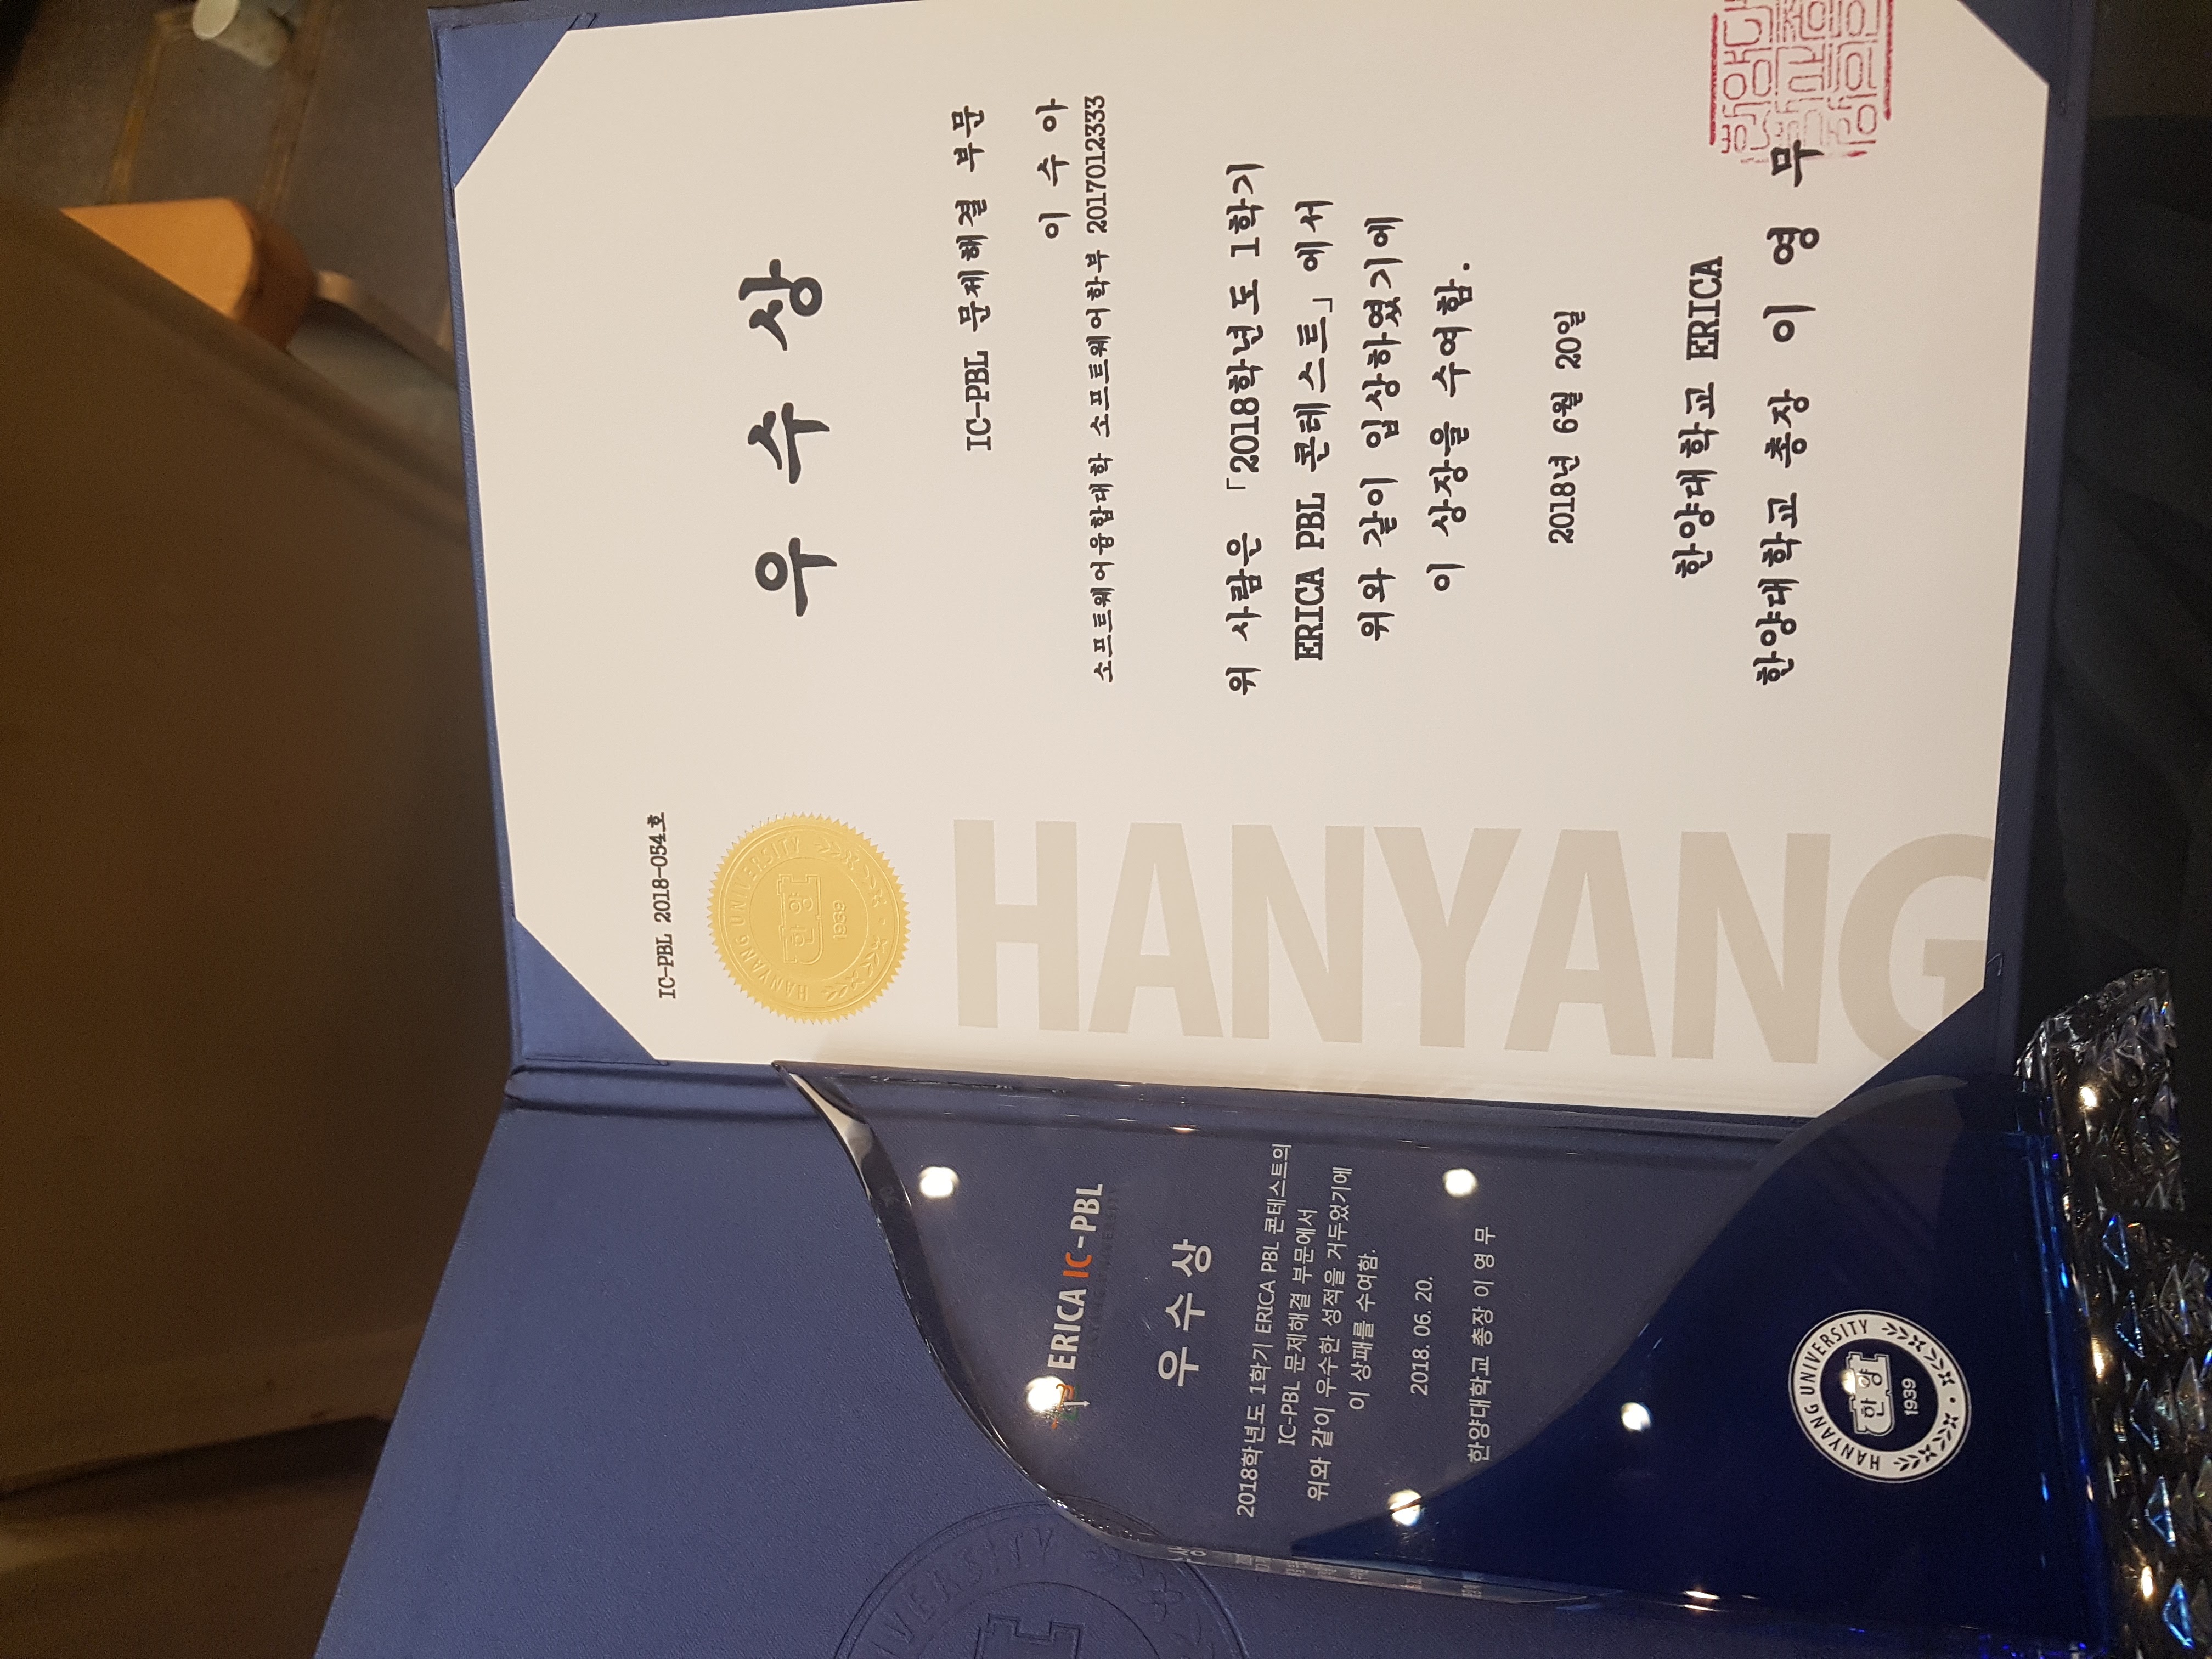 ERICA IC-PBL
HANYANG UNIVERSITY
우수상
2018학년도 1학기 ERICA PBL 콘테스트의
IC-PBL 문제해결 부문에서
위와 같이 우수한 성적을 거두었기에
이 상패를 수여함.
2018. 06. 20.
한양대학교 총장 이 영 무
HANYANG UNIVERSITY
한양
1939
IC-PBL 2018-054호
HANYANG UNIVERSITY
한양
1939
HANYANG
우 수 상
IC-PBL 문제해결 부문
이 수 아
소프트웨어융합대학 소프트웨어학부 2017012333
위 사람은 「2018학년도 1학기
ERICA PBL 콘테스트」에서
위와 같이 입상하였기에
이 상장을 수여함.
2018년 6월 20일
한양대학교 ERICA
한양대학교 총장 이 영 무